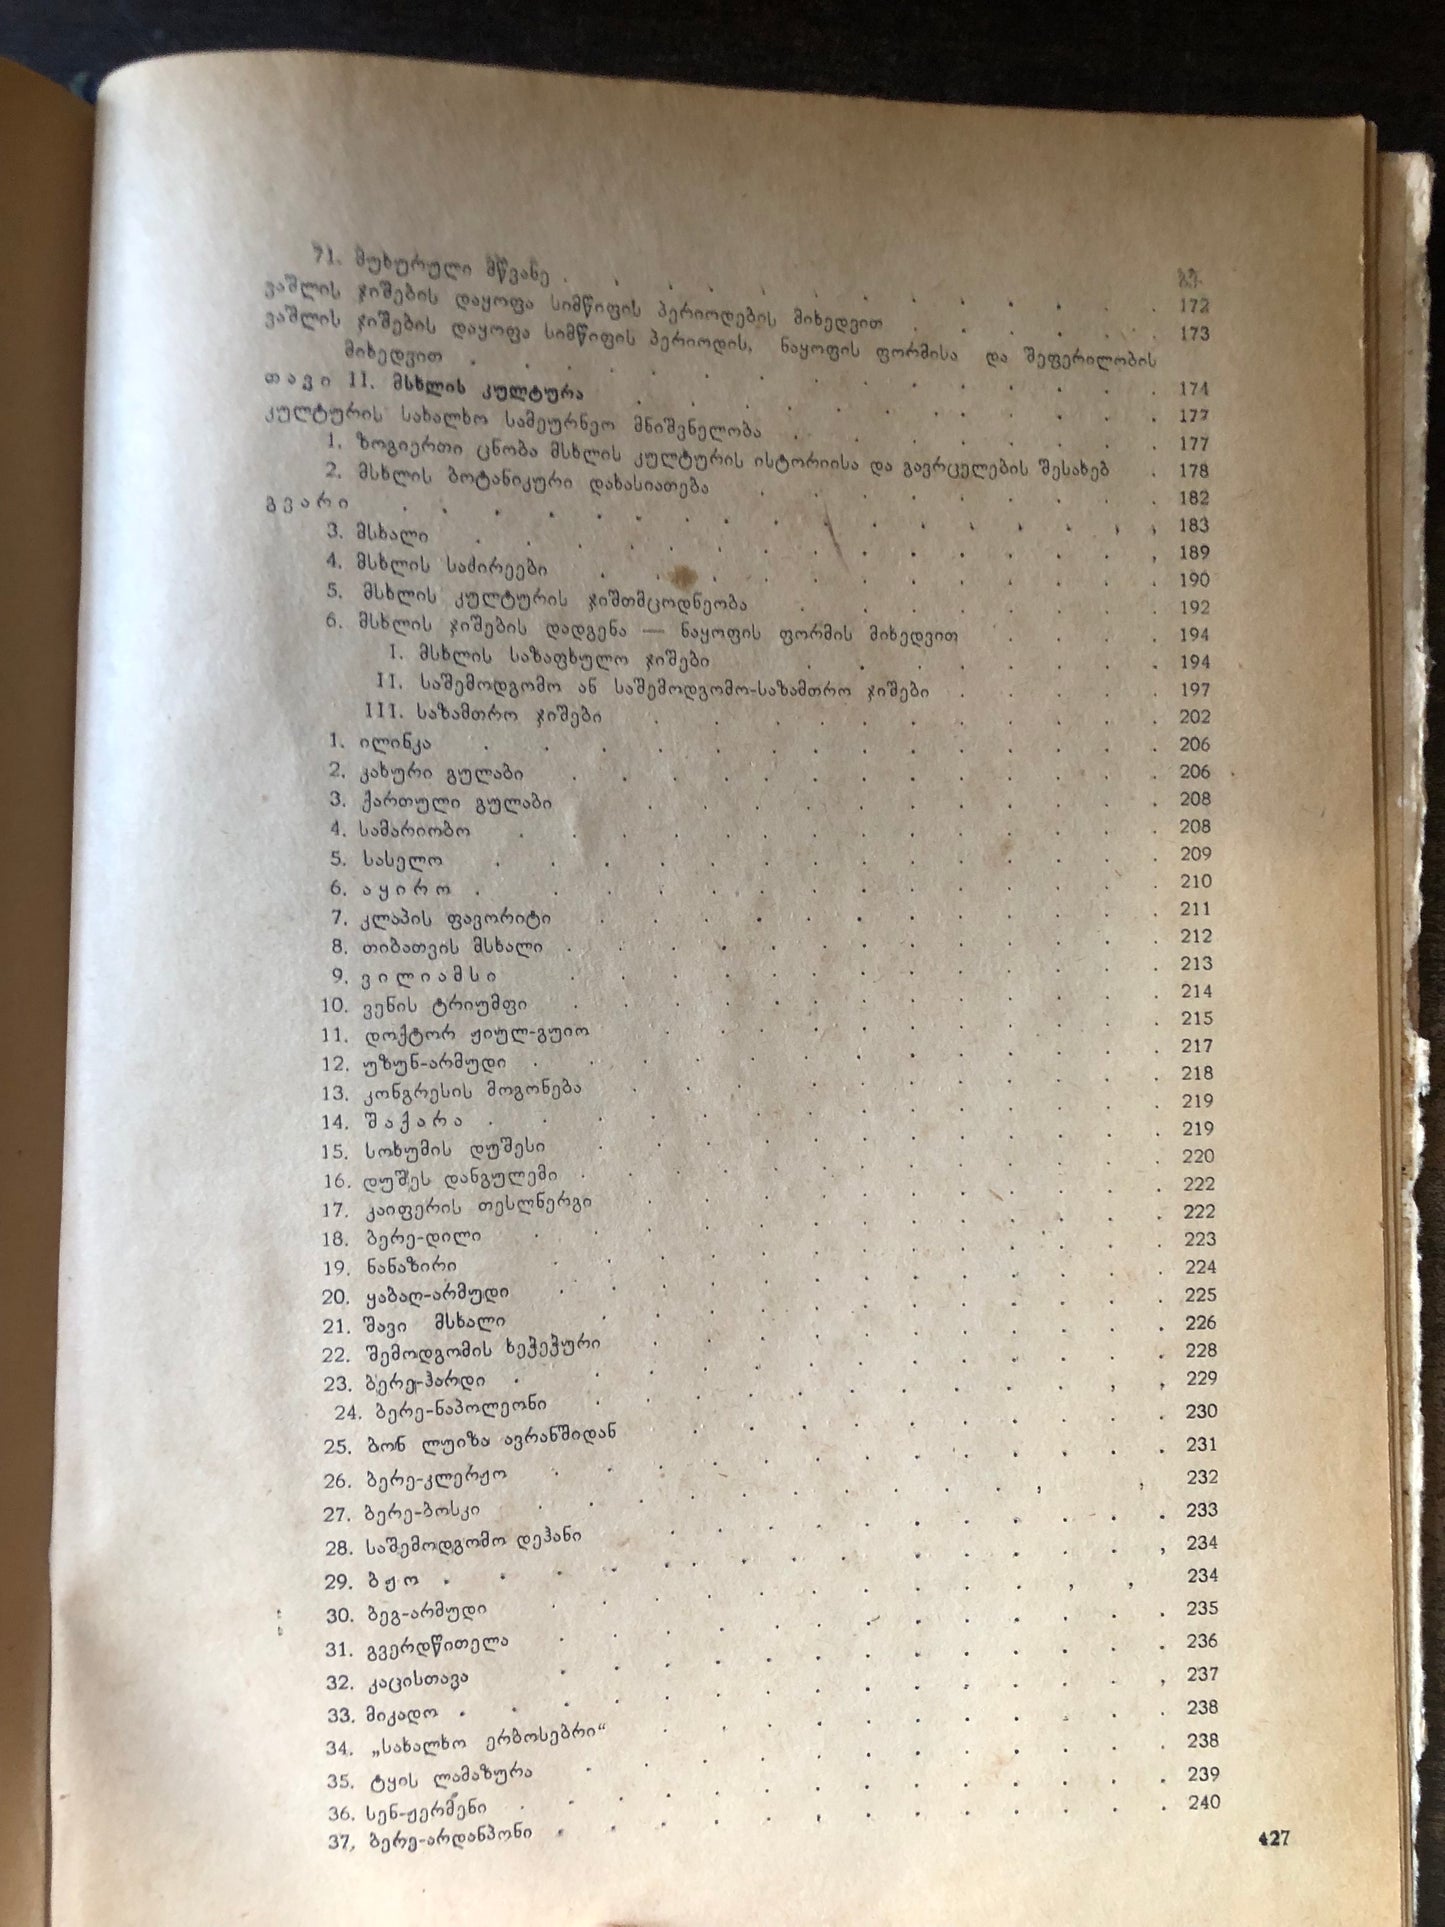 გვ.
71. მუხურული მწვანე . . . . . 172
ვაშლის ჯიშების დაყოფა სიმწიფის პერიოდების მიხედვით . . . . . 173
ვაშლის ჯიშების დაყოფა სიმწიფის პერიოდის, ნაყოფის ფორმისა და შეფერილობის
მიხედვით . . . . . 174
თავი II. მსხლის კულტურა . . . . . 177
კულტურის სახალხო სამეურნეო მნიშვნელობა . . . . . 177
1. ზოგიერთი ცნობა მსხლის კულტურის ისტორიისა და გავრცელების შესახებ . 178
2. მსხლის ბოტანიკური დახასიათება . . . . . 182
გვარი . . . . . 183
3. მსხალი . . . . . 189
4. მსხლის საძირეები . . . . . 190
5. მსხლის კულტურის ჯიშთმცოდნეობა . . . . . 192
6. მსხლის ჯიშების დადგენა — ნაყოფის ფორმის მიხედვით . . . . 194
I. მსხლის საზაფხულო ჯიშები . . . . . 194
II. საშემოდგომო ან საშემოდგომო-საზამთრო ჯიშები . . . . . 197
III. საზამთრო ჯიშები . . . . . 202
1. ილინკა . . . . . 206
2. კახური გულაბი . . . . . 206
3. ქართული გულაბი . . . . . 208
4. სამარიობო . . . . . 208
5. სასელო . . . . . 209
6. აყირო . . . . . 210
7. კლაპის ფავორიტი . . . . . 211
8. თიბათვის მსხალი . . . . . 212
9. ვილიამსი . . . . . 213
10. ვენის ტრიუმფი . . . . . 214
11. დოქტორ ჟიულ-გუიო . . . . . 215
12. უზუნ-არმუდი . . . . . 217
13. კონგრესის მოგონება . . . . . 218
14. შაქარა . . . . . 219
15. სოხუმის დუშესი . . . . . 219
16. დუშეს დანგულემი . . . . . 220
17. კაიფერის თესლნერგი . . . . . 222
18. ბერე-დილი . . . . . 222
19. ნანაზირი . . . . . 223
20. ყაბაღ-არმუდი . . . . . 224
21. შავი მსხალი . . . . . 225
22. შემოდგომის ხეჭეჭური . . . . . 226
23. ბერე-ჰარდი . . . . . 228
24. ბერე-ნაპოლეონი . . . . . 229
25. ბონ ლუიზა ავრანშიდან . . . . . 230
26. ბერე-კლერჟო . . . . . 231
27. ბერე-ბოსკი . . . . . 232
28. საშემოდგომო დეჰანი . . . . . 233
29. ბჟო . . . . . 234
30. ბეგ-არმუდი . . . . . 234
31. გვერდწითელა . . . . . 235
32. კაცისთავა . . . . . 236
33. მიკადო . . . . . 237
34. „სახალხო ერბოსებრი“ . . . . . 238
35. ტყის ლამაზურა . . . . . 238
36. სენ-ჟერმენი . . . . . 239
37. ბერე-არდანპონი . . . . . 240
427